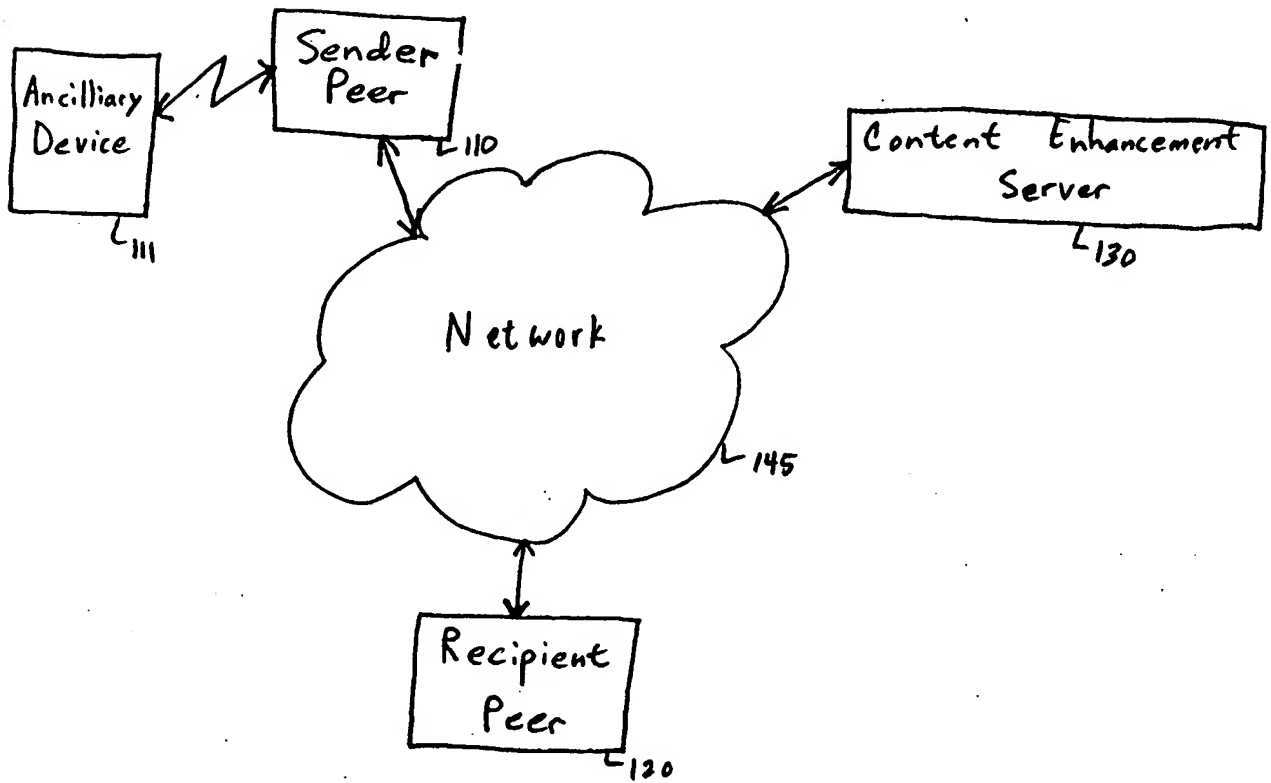 Ancilliary
Device
111
Sender
Peer
110
Content Enhancement
Server
130
Network
145
Recipient
Peer
120